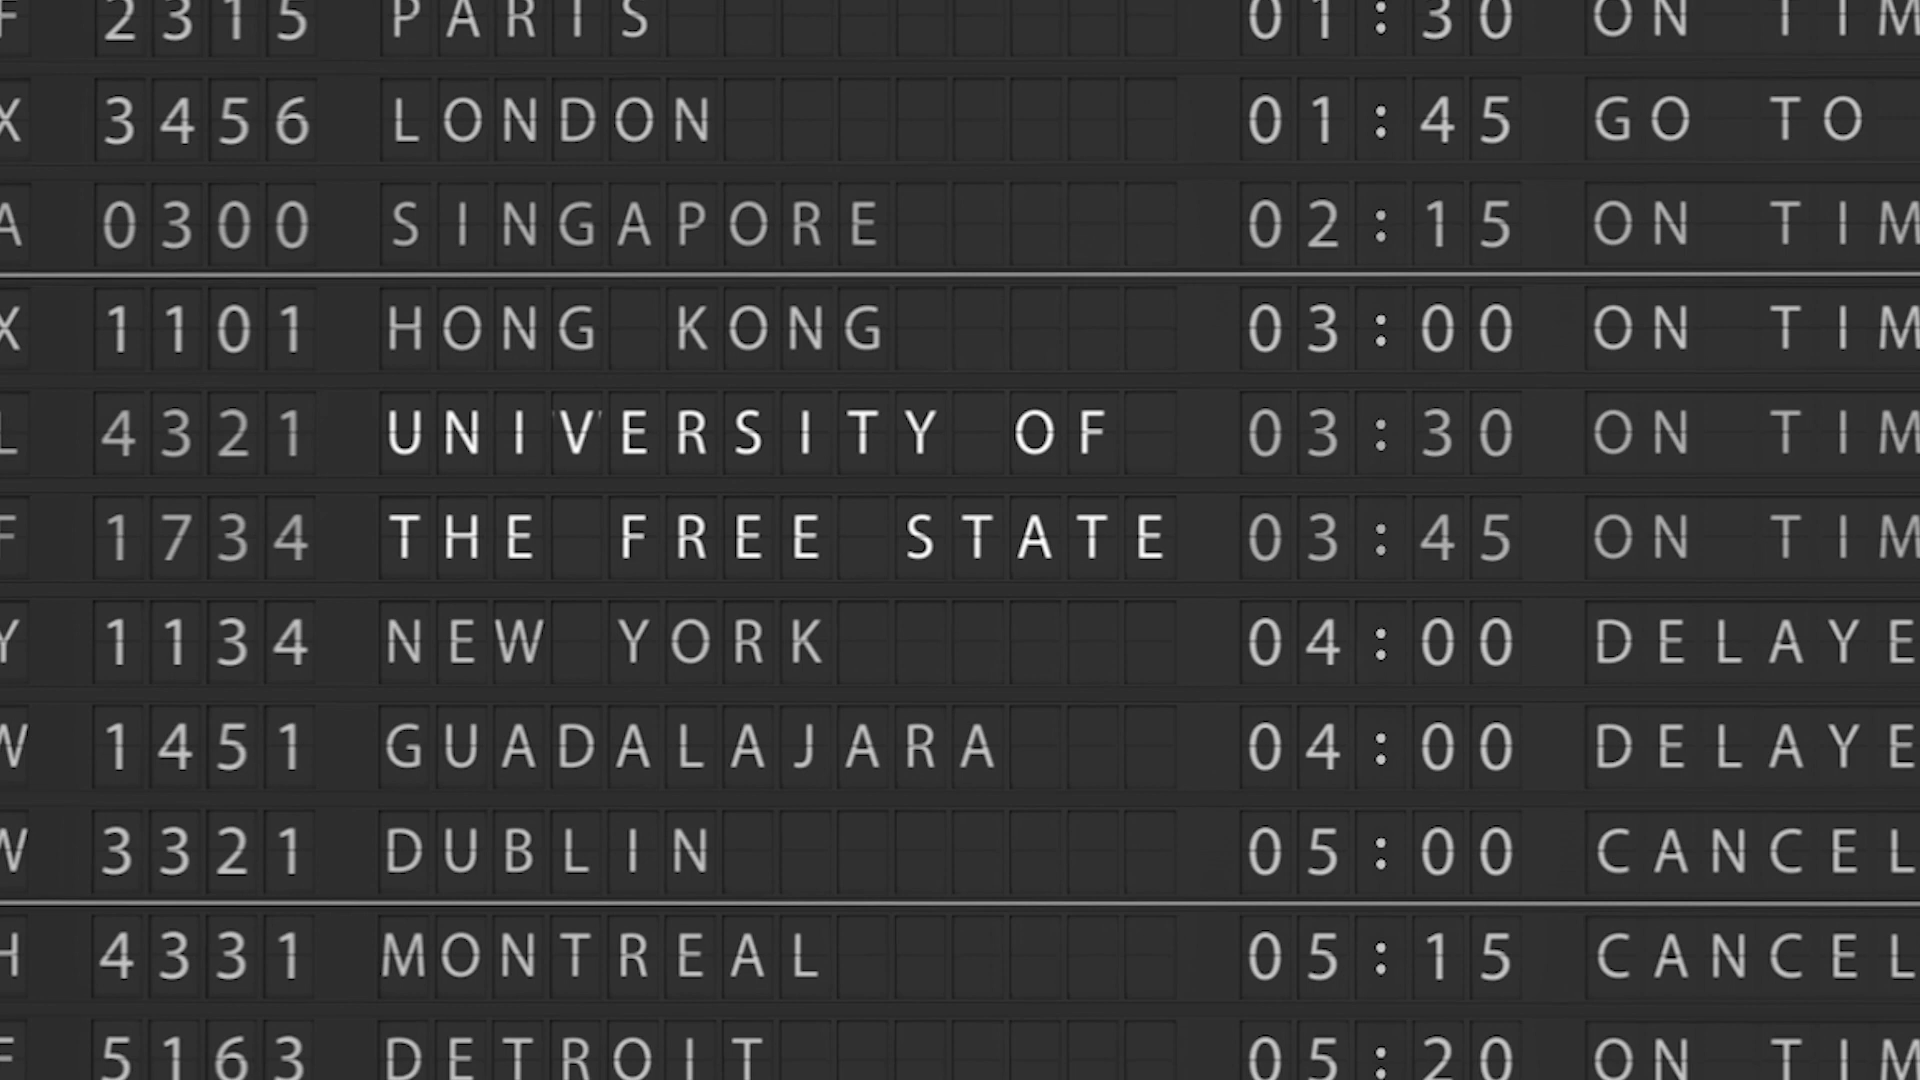 F 2315 PARIS 01:30 ON TIM
X 3456 LONDON 01:45 GO TO
A 0300 SINGAPORE 02:15 ON TIM
X 1101 HONG KONG 03:00 ON TIM
L 4321 UNIVERSITY OF 03:30 ON TIM
F 1734 THE FREE STATE 03:45 ON TIM
Y 1134 NEW YORK 04:00 DELAYE
W 1451 GUADALAJARA 04:00 DELAYE
W 3321 DUBLIN 05:00 CANCEL
H 4331 MONTREAL 05:15 CANCEL
F 5163 DETROIT 05:20 ON TIM